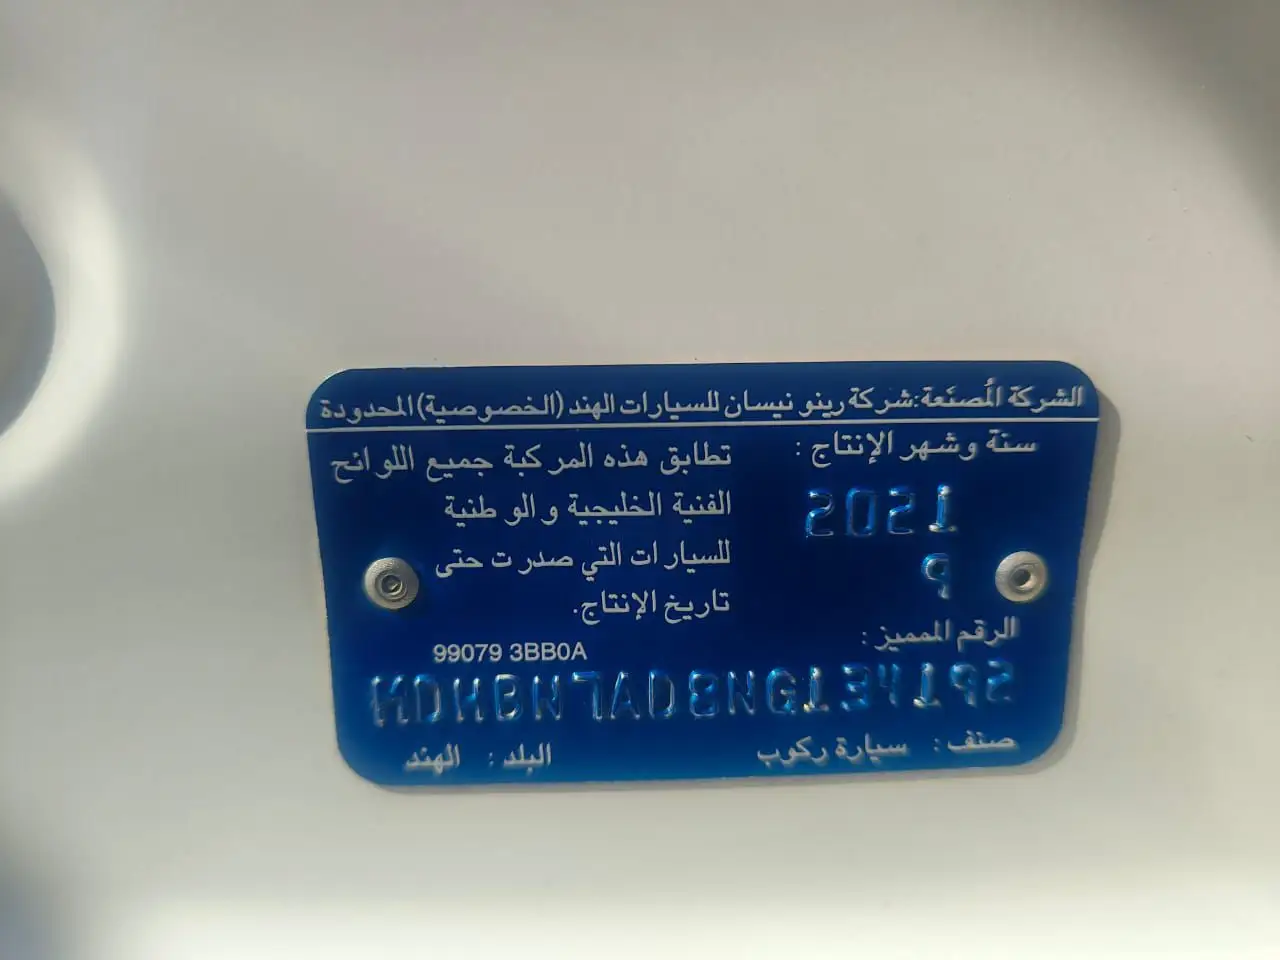 الشركة المُصنّعة: شركة رينو نيسان للسيارات الهند (الخصوصية) المحدودة
سنة وشهر الإنتاج :
2021
9
تطابق هذه المركبة جميع اللوائح
الفنية الخليجية والوطنية
للسيارات التي صدرت حتى
تاريخ الإنتاج.
الرقم المميز :
99079 3BB0A
MDHBN7AD8NG134192
صنف : سيارة ركوب البلد : الهند